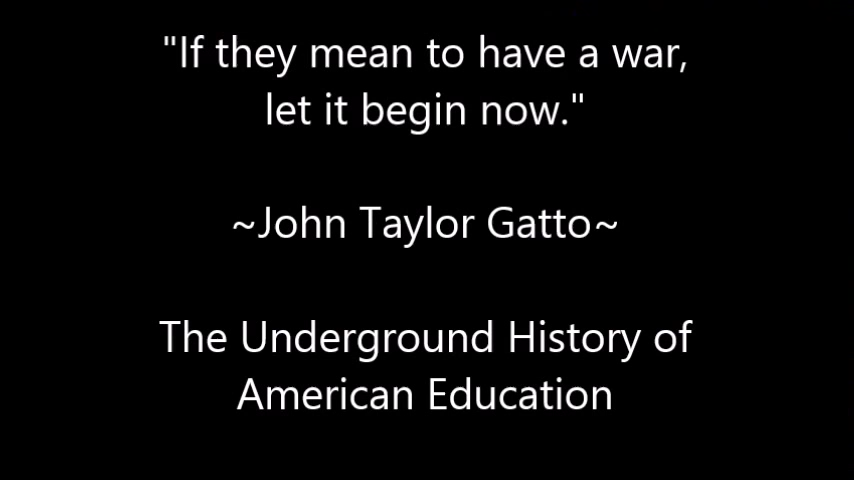 "If they mean to have a war,
let it begin now."
~John Taylor Gatto~
The Underground History of
American Education